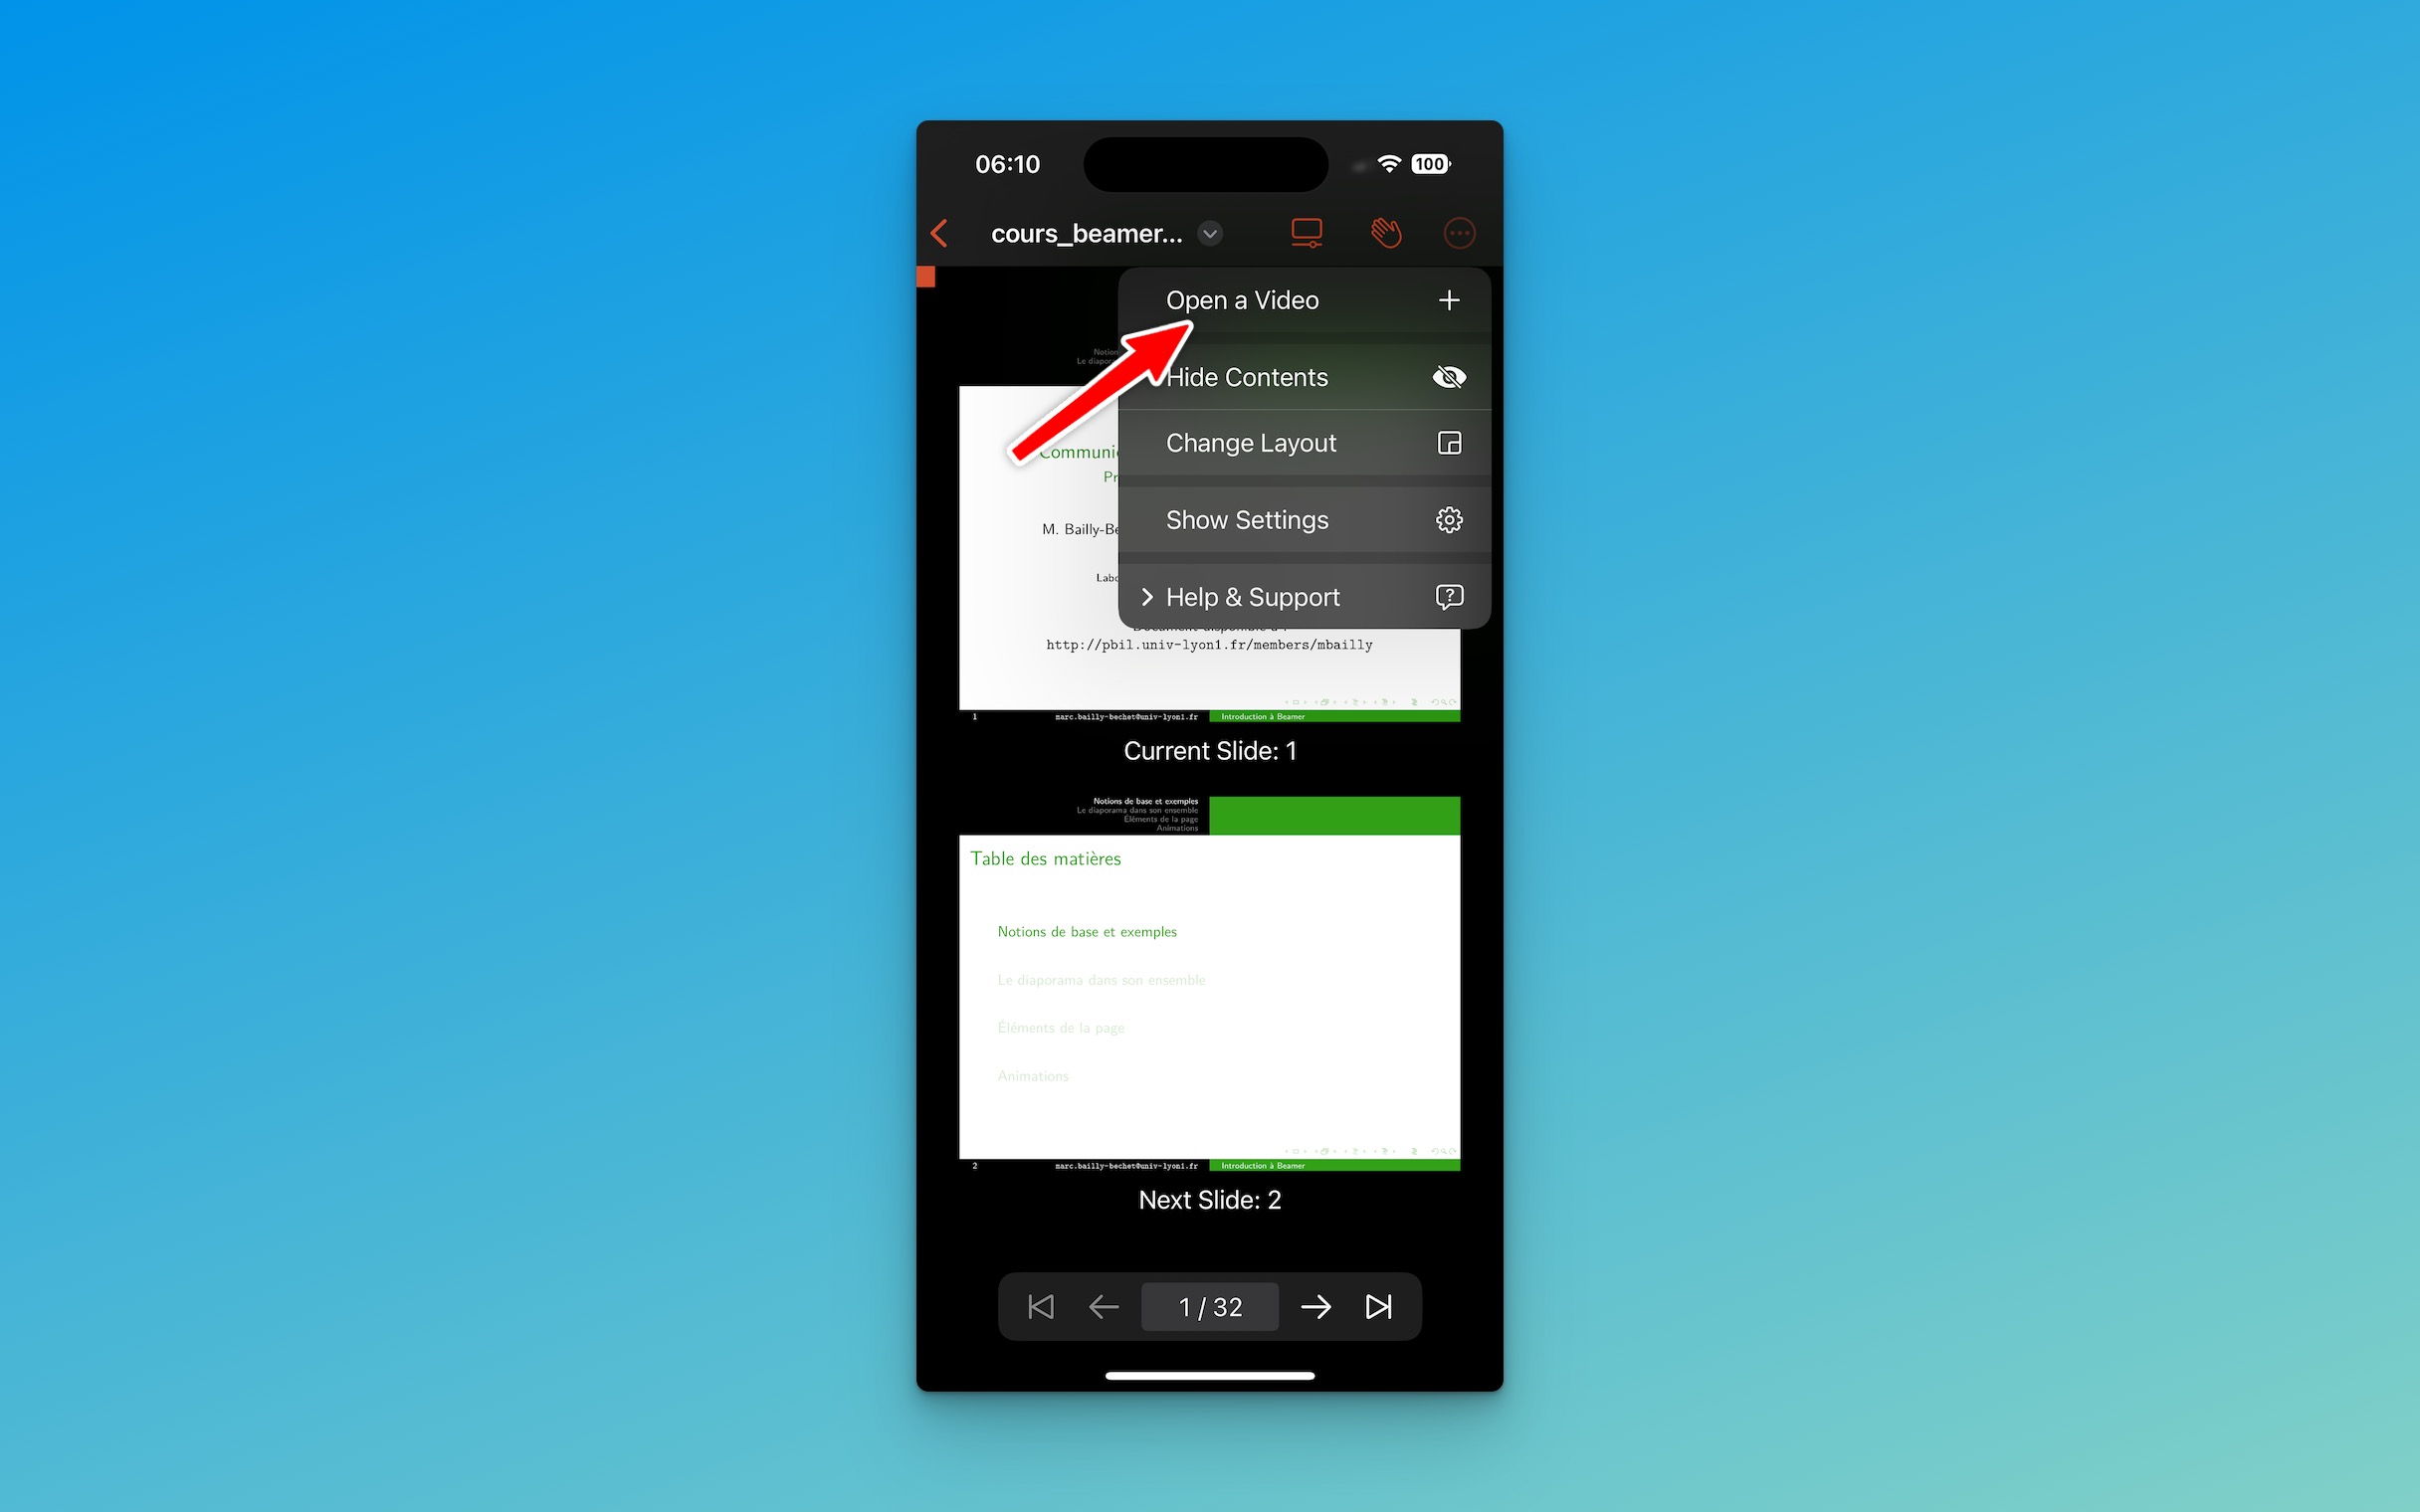 06:10
100
cours_beamer...
Open a Video
Hide Contents
Change Layout
Show Settings
Help & Support
Notion
Le diapora
Communi
Pr
M. Bailly-Be
Labo
http://pbil.univ-lyon1.fr/members/mbailly
1 marc.bailly-bechet@univ-lyon1.fr Introduction à Beamer
Current Slide: 1
Notions de base et exemples
Le diaporama dans son ensemble
Éléments de la page
Animations
Table des matières
Notions de base et exemples
Le diaporama dans son ensemble
Éléments de la page
Animations
2 marc.bailly-bechet@univ-lyon1.fr Introduction à Beamer
Next Slide: 2
1 / 32